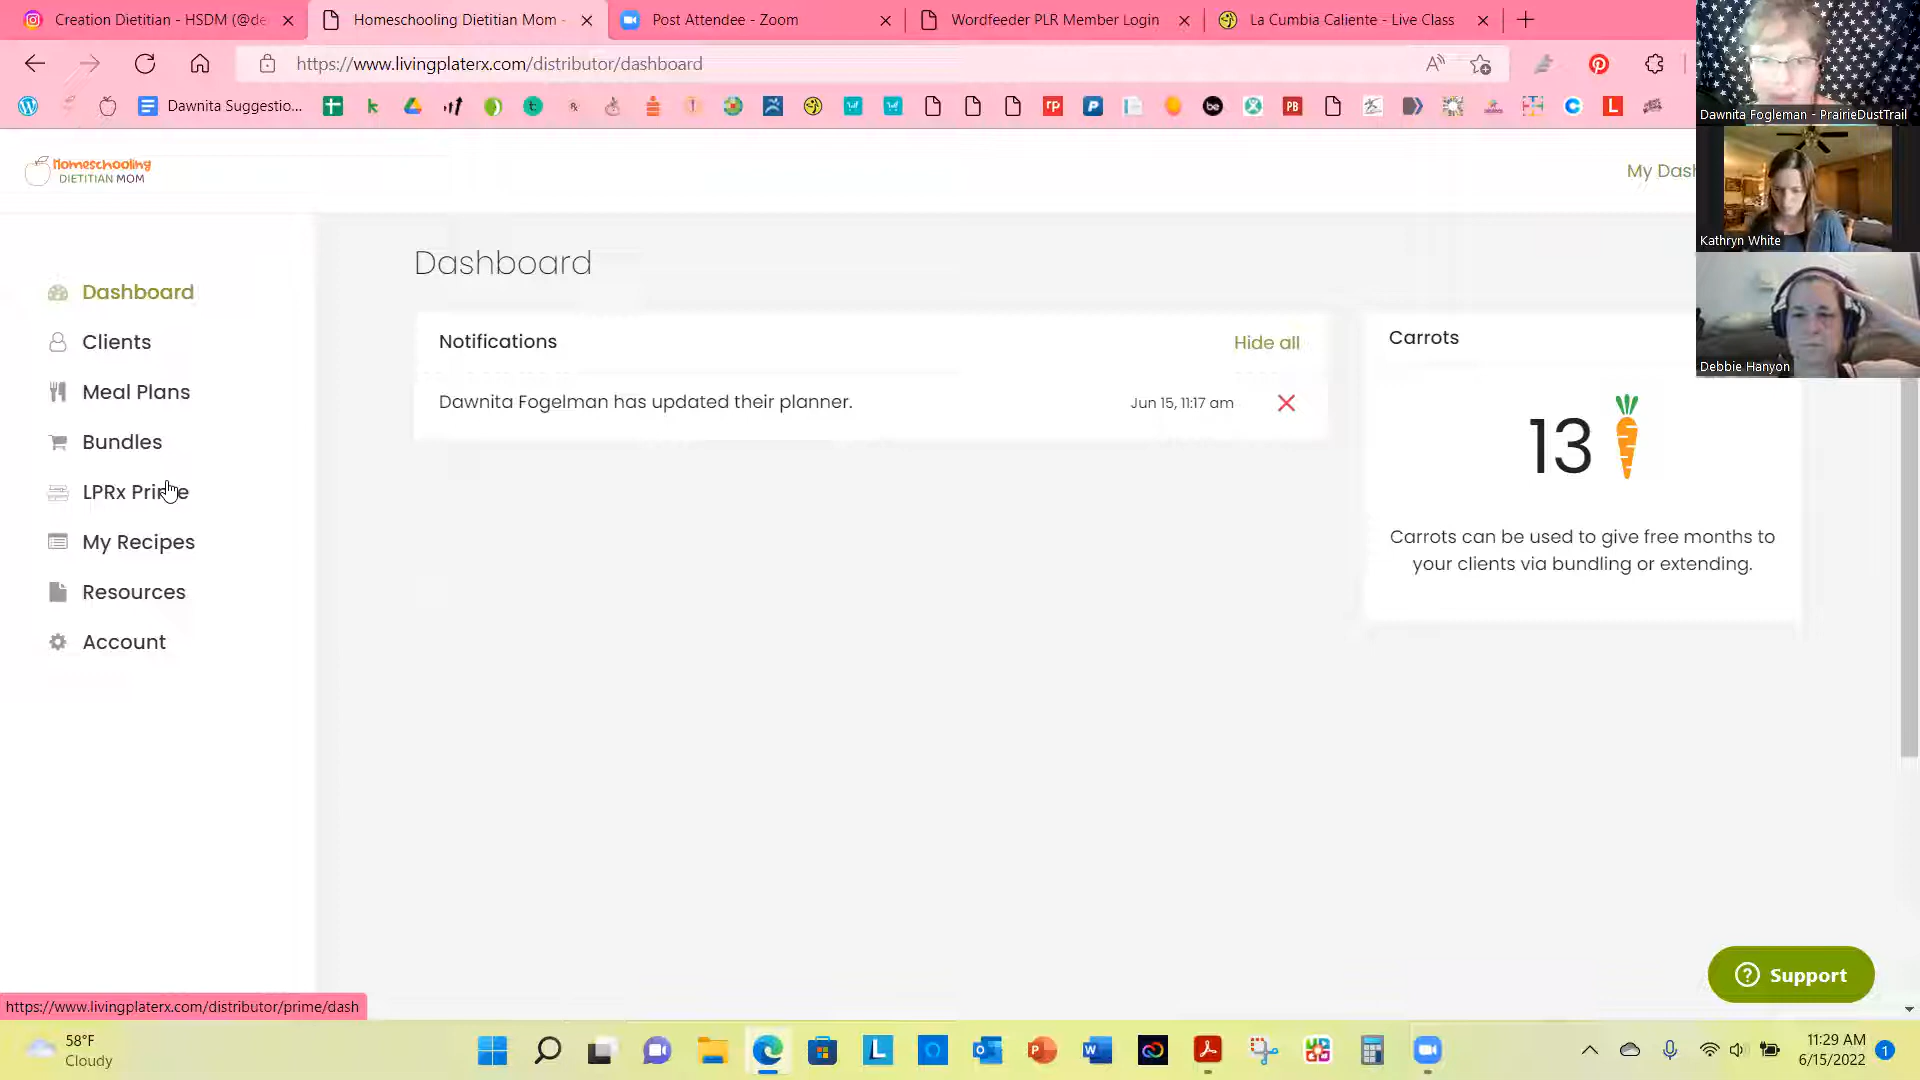 Creation Dietitian - HSDM (@de
Homeschooling Dietitian Mom -
Post Attendee - Zoom
Wordfeeder PLR Member Login
La Cumbia Caliente - Live Class
https://www.livingplaterx.com/distributor/dashboard
Dawnita Suggestio...
Dawnita Fogleman - PrairieDustTrail
Kathryn White
Debbie Hanyon
Homeschooling
DIETITIAN MOM
My Dash
Dashboard
Clients
Meal Plans
Bundles
LPRx Prime
My Recipes
Resources
Account
Dashboard
Notifications
Hide all
Dawnita Fogelman has updated their planner.
Jun 15, 11:17 am
Carrots
13
Carrots can be used to give free months to
your clients via bundling or extending.
Support
https://www.livingplaterx.com/distributor/prime/dash
58°F
Cloudy
11:29 AM
6/15/2022
1